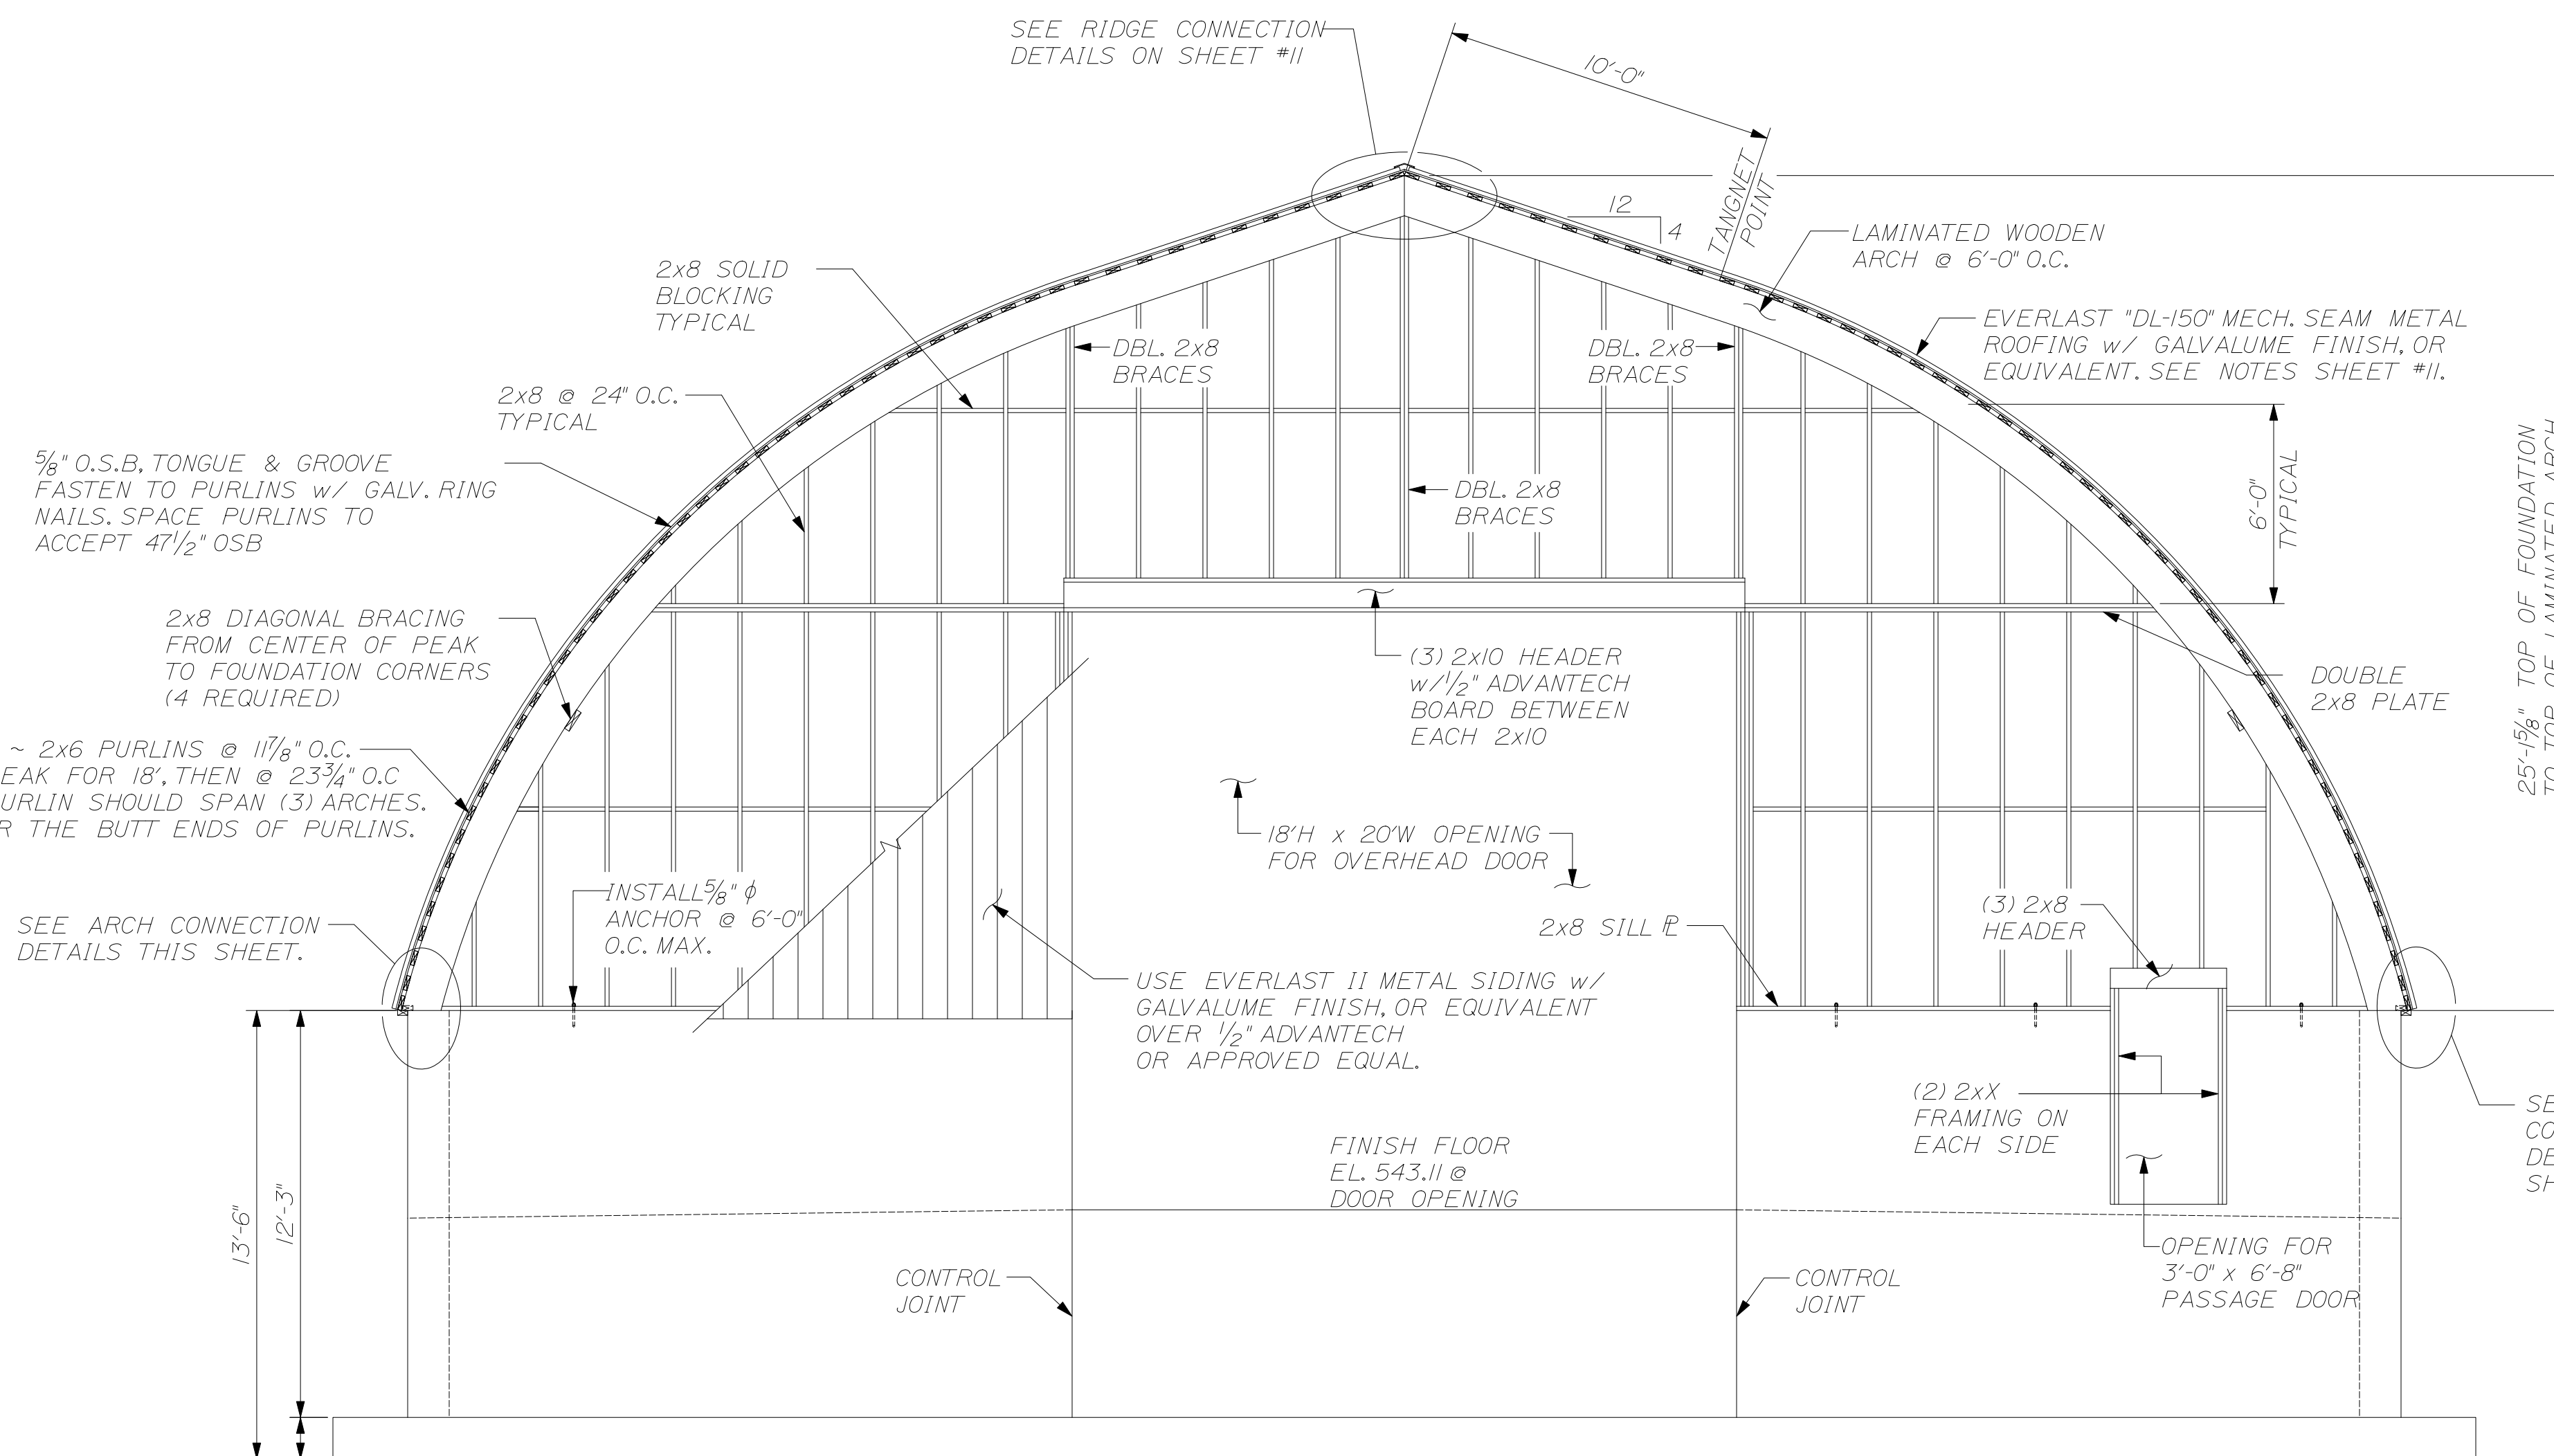 SEE RIDGE CONNECTION
DETAILS ON SHEET #11
10'-0"
TANGNET
POINT
12
4
LAMINATED WOODEN
ARCH @ 6'-0" O.C.
2x8 SOLID
BLOCKING
TYPICAL
EVERLAST "DL-150" MECH. SEAM METAL
ROOFING w/ GALVALUME FINISH, OR
EQUIVALENT. SEE NOTES SHEET #11.
DBL. 2x8
BRACES
DBL. 2x8
BRACES
2x8 @ 24" O.C.
TYPICAL
5/8" O.S.B, TONGUE & GROOVE
FASTEN TO PURLINS w/ GALV. RING
NAILS. SPACE PURLINS TO
ACCEPT 47 1/2" OSB
DBL. 2x8
BRACES
6'-0"
TYPICAL
25'-1 5/8" TOP OF FOUNDATION
TO TOP OF LAMINATED ARCH
2x8 DIAGONAL BRACING
FROM CENTER OF PEAK
TO FOUNDATION CORNERS
(4 REQUIRED)
(3) 2x10 HEADER
w/ 1/2" ADVANTECH
BOARD BETWEEN
EACH 2x10
DOUBLE
2x8 PLATE
~ 2x6 PURLINS @ 11 7/8" O.C.
EAK FOR 18', THEN @ 23 3/4" O.C
URLIN SHOULD SPAN (3) ARCHES.
R THE BUTT ENDS OF PURLINS.
18'H x 20'W OPENING
FOR OVERHEAD DOOR
INSTALL 5/8" ϕ
ANCHOR @ 6'-0"
O.C. MAX.
SEE ARCH CONNECTION
DETAILS THIS SHEET.
2x8 SILL PL
(3) 2x8
HEADER
USE EVERLAST II METAL SIDING w/
GALVALUME FINISH, OR EQUIVALENT
OVER 1/2" ADVANTECH
OR APPROVED EQUAL.
(2) 2xX
FRAMING ON
EACH SIDE
SE
CO
DE
SH
FINISH FLOOR
EL. 543.11 @
DOOR OPENING
13'-6"
12'-3"
CONTROL
JOINT
CONTROL
JOINT
OPENING FOR
3'-0" x 6'-8"
PASSAGE DOOR